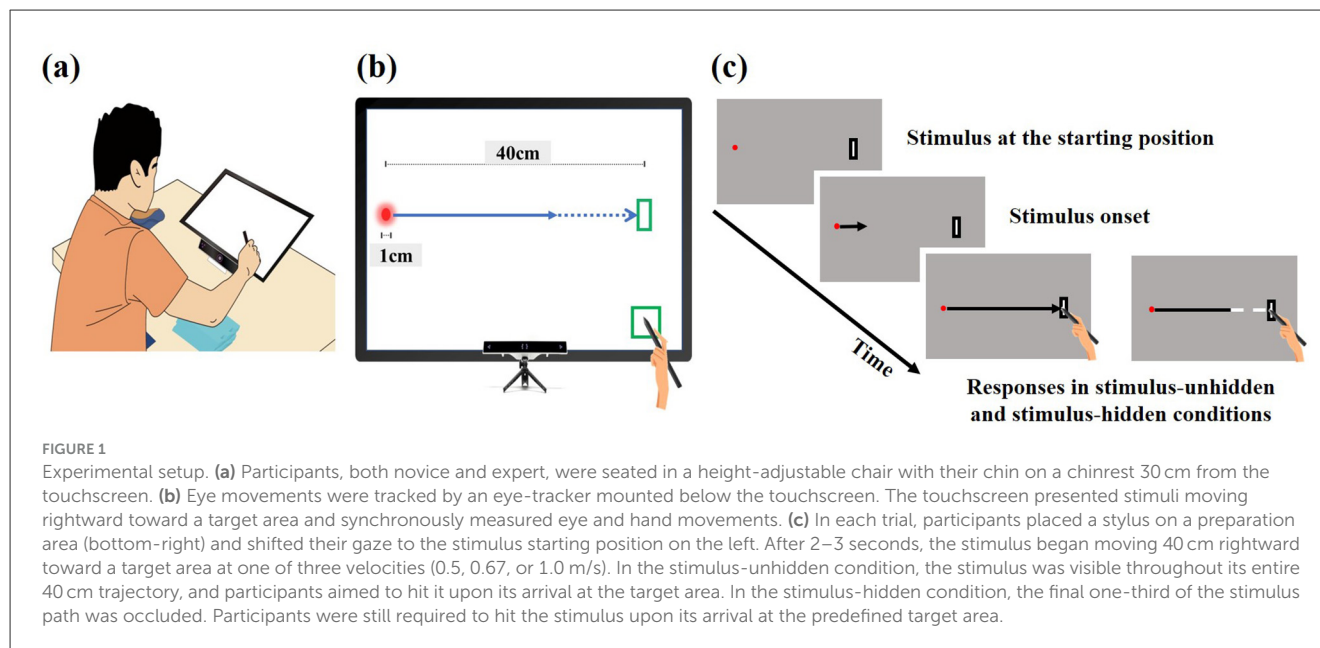 (a)
(b)
(c)
40cm
1cm
Stimulus at the starting position
Stimulus onset
Time
Responses in stimulus-unhidden
and stimulus-hidden conditions
FIGURE 1
Experimental setup. (a) Participants, both novice and expert, were seated in a height-adjustable chair with their chin on a chinrest 30 cm from the
touchscreen. (b) Eye movements were tracked by an eye-tracker mounted below the touchscreen. The touchscreen presented stimuli moving
rightward toward a target area and synchronously measured eye and hand movements. (c) In each trial, participants placed a stylus on a preparation
area (bottom-right) and shifted their gaze to the stimulus starting position on the left. After 2–3 seconds, the stimulus began moving 40 cm rightward
toward a target area at one of three velocities (0.5, 0.67, or 1.0 m/s). In the stimulus-unhidden condition, the stimulus was visible throughout its entire
40 cm trajectory, and participants aimed to hit it upon its arrival at the target area. In the stimulus-hidden condition, the final one-third of the stimulus
path was occluded. Participants were still required to hit the stimulus upon its arrival at the predefined target area.